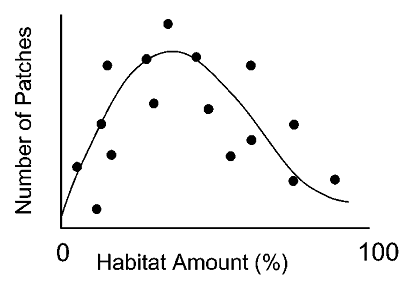 Number of Patches
0
100
Habitat Amount (%)